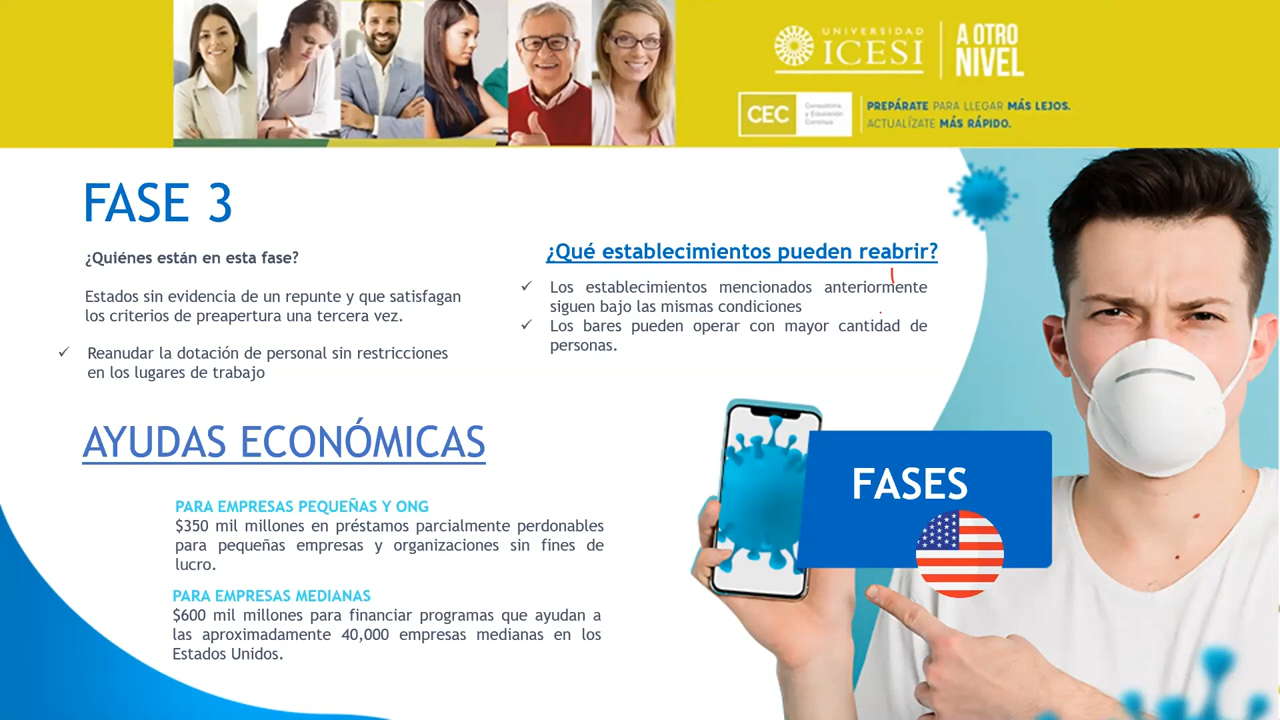 UNIVERSIDAD
ICESI
A OTRO
NIVEL
CEC
Consultoría
y Educación
Continua
PREPÁRATE PARA LLEGAR MÁS LEJOS.
ACTUALÍZATE MÁS RÁPIDO.
FASE 3
¿Quiénes están en esta fase?
Estados sin evidencia de un repunte y que satisfagan
los criterios de preapertura una tercera vez.
✓ Reanudar la dotación de personal sin restricciones
en los lugares de trabajo
¿Qué establecimientos pueden reabrir?
✓ Los establecimientos mencionados anteriormente
siguen bajo las mismas condiciones
✓ Los bares pueden operar con mayor cantidad de
personas.
AYUDAS ECONÓMICAS
PARA EMPRESAS PEQUEÑAS Y ONG
$350 mil millones en préstamos parcialmente perdonables
para pequeñas empresas y organizaciones sin fines de
lucro.
PARA EMPRESAS MEDIANAS
$600 mil millones para financiar programas que ayudan a
las aproximadamente 40,000 empresas medianas en los
Estados Unidos.
FASES